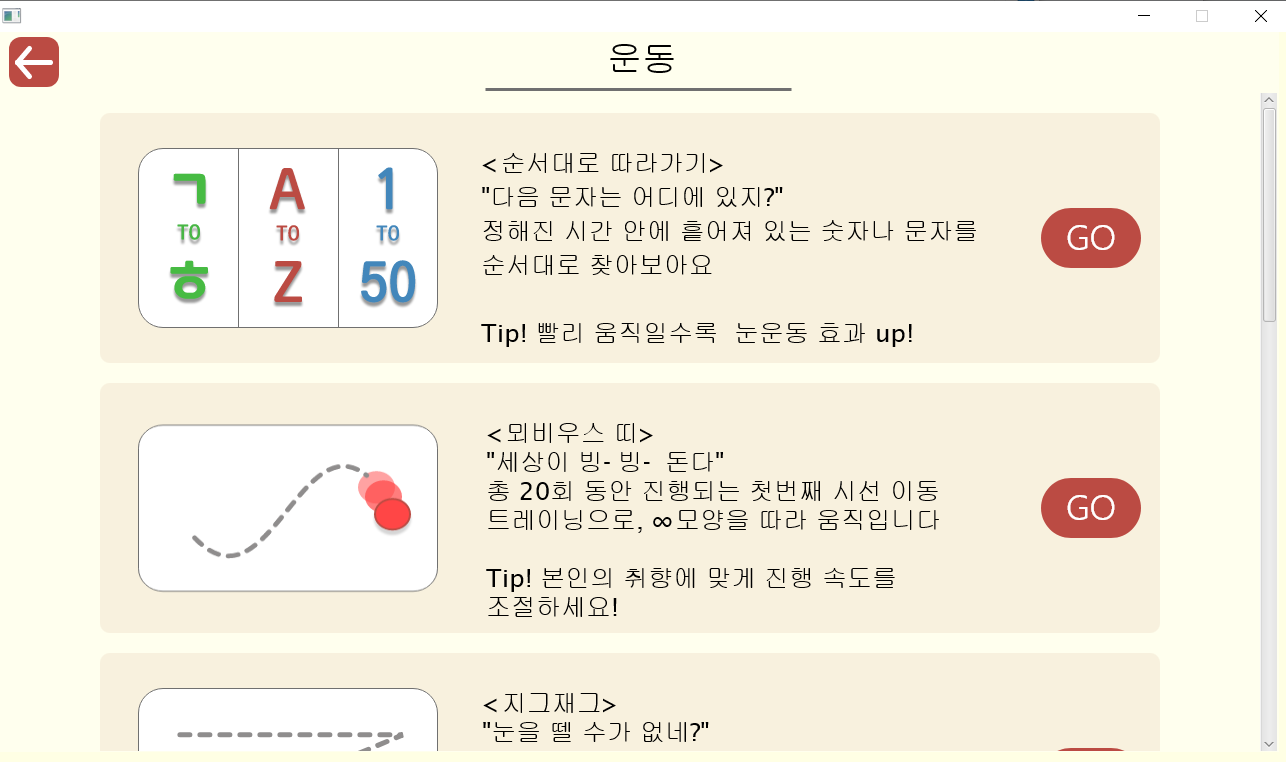 운동
ㄱ A 1
TO TO TO
ㅎ Z 50
<순서대로 따라가기>
"다음 문자는 어디에 있지?"
정해진 시간 안에 흩어져 있는 숫자나 문자를
순서대로 찾아보아요
Tip! 빨리 움직일수록 눈운동 효과 up!
GO
<뫼비우스 띠>
"세상이 빙- 빙- 돈다"
총 20회 동안 진행되는 첫번째 시선 이동
트레이닝으로, ∞모양을 따라 움직입니다
Tip! 본인의 취향에 맞게 진행 속도를
조절하세요!
GO
<지그재그>
"눈을 뗄 수가 없네?"